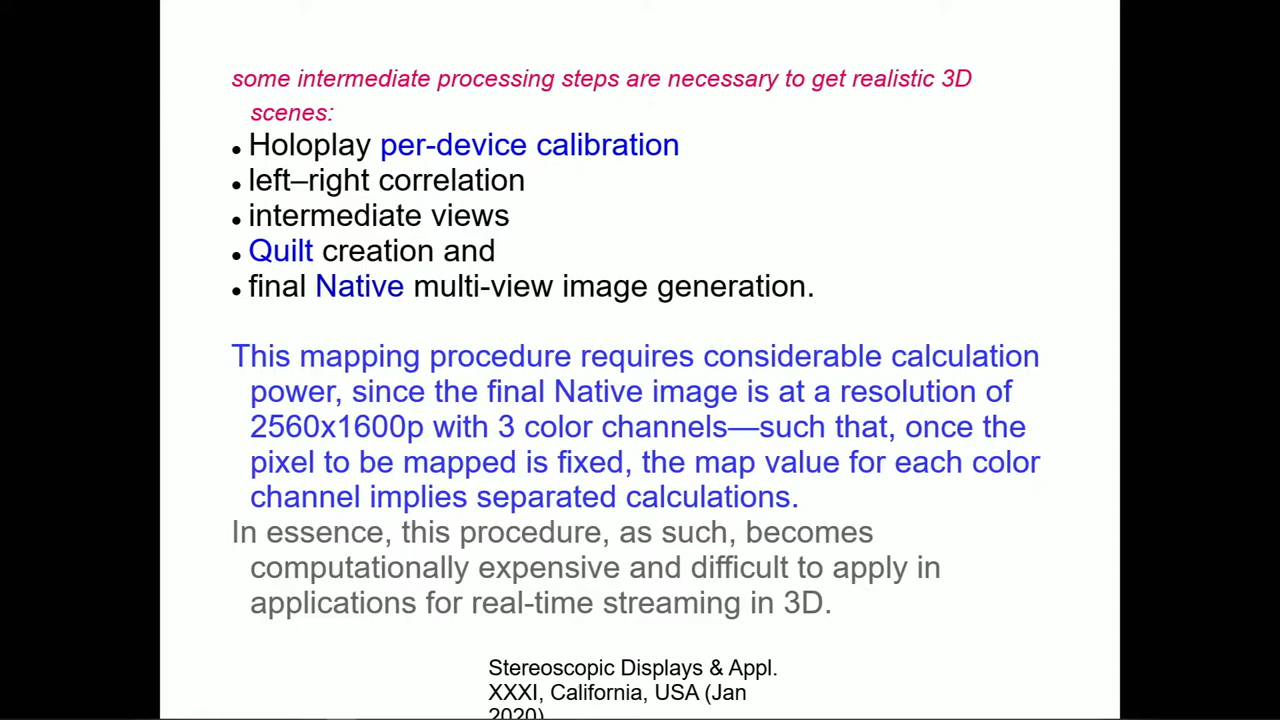 some intermediate processing steps are necessary to get realistic 3D
scenes:
● Holoplay per-device calibration
● left–right correlation
● intermediate views
● Quilt creation and
● final Native multi-view image generation.
This mapping procedure requires considerable calculation
power, since the final Native image is at a resolution of
2560x1600p with 3 color channels—such that, once the
pixel to be mapped is fixed, the map value for each color
channel implies separated calculations.
In essence, this procedure, as such, becomes
computationally expensive and difficult to apply in
applications for real-time streaming in 3D.
Stereoscopic Displays & Appl.
XXXI, California, USA (Jan
2020)